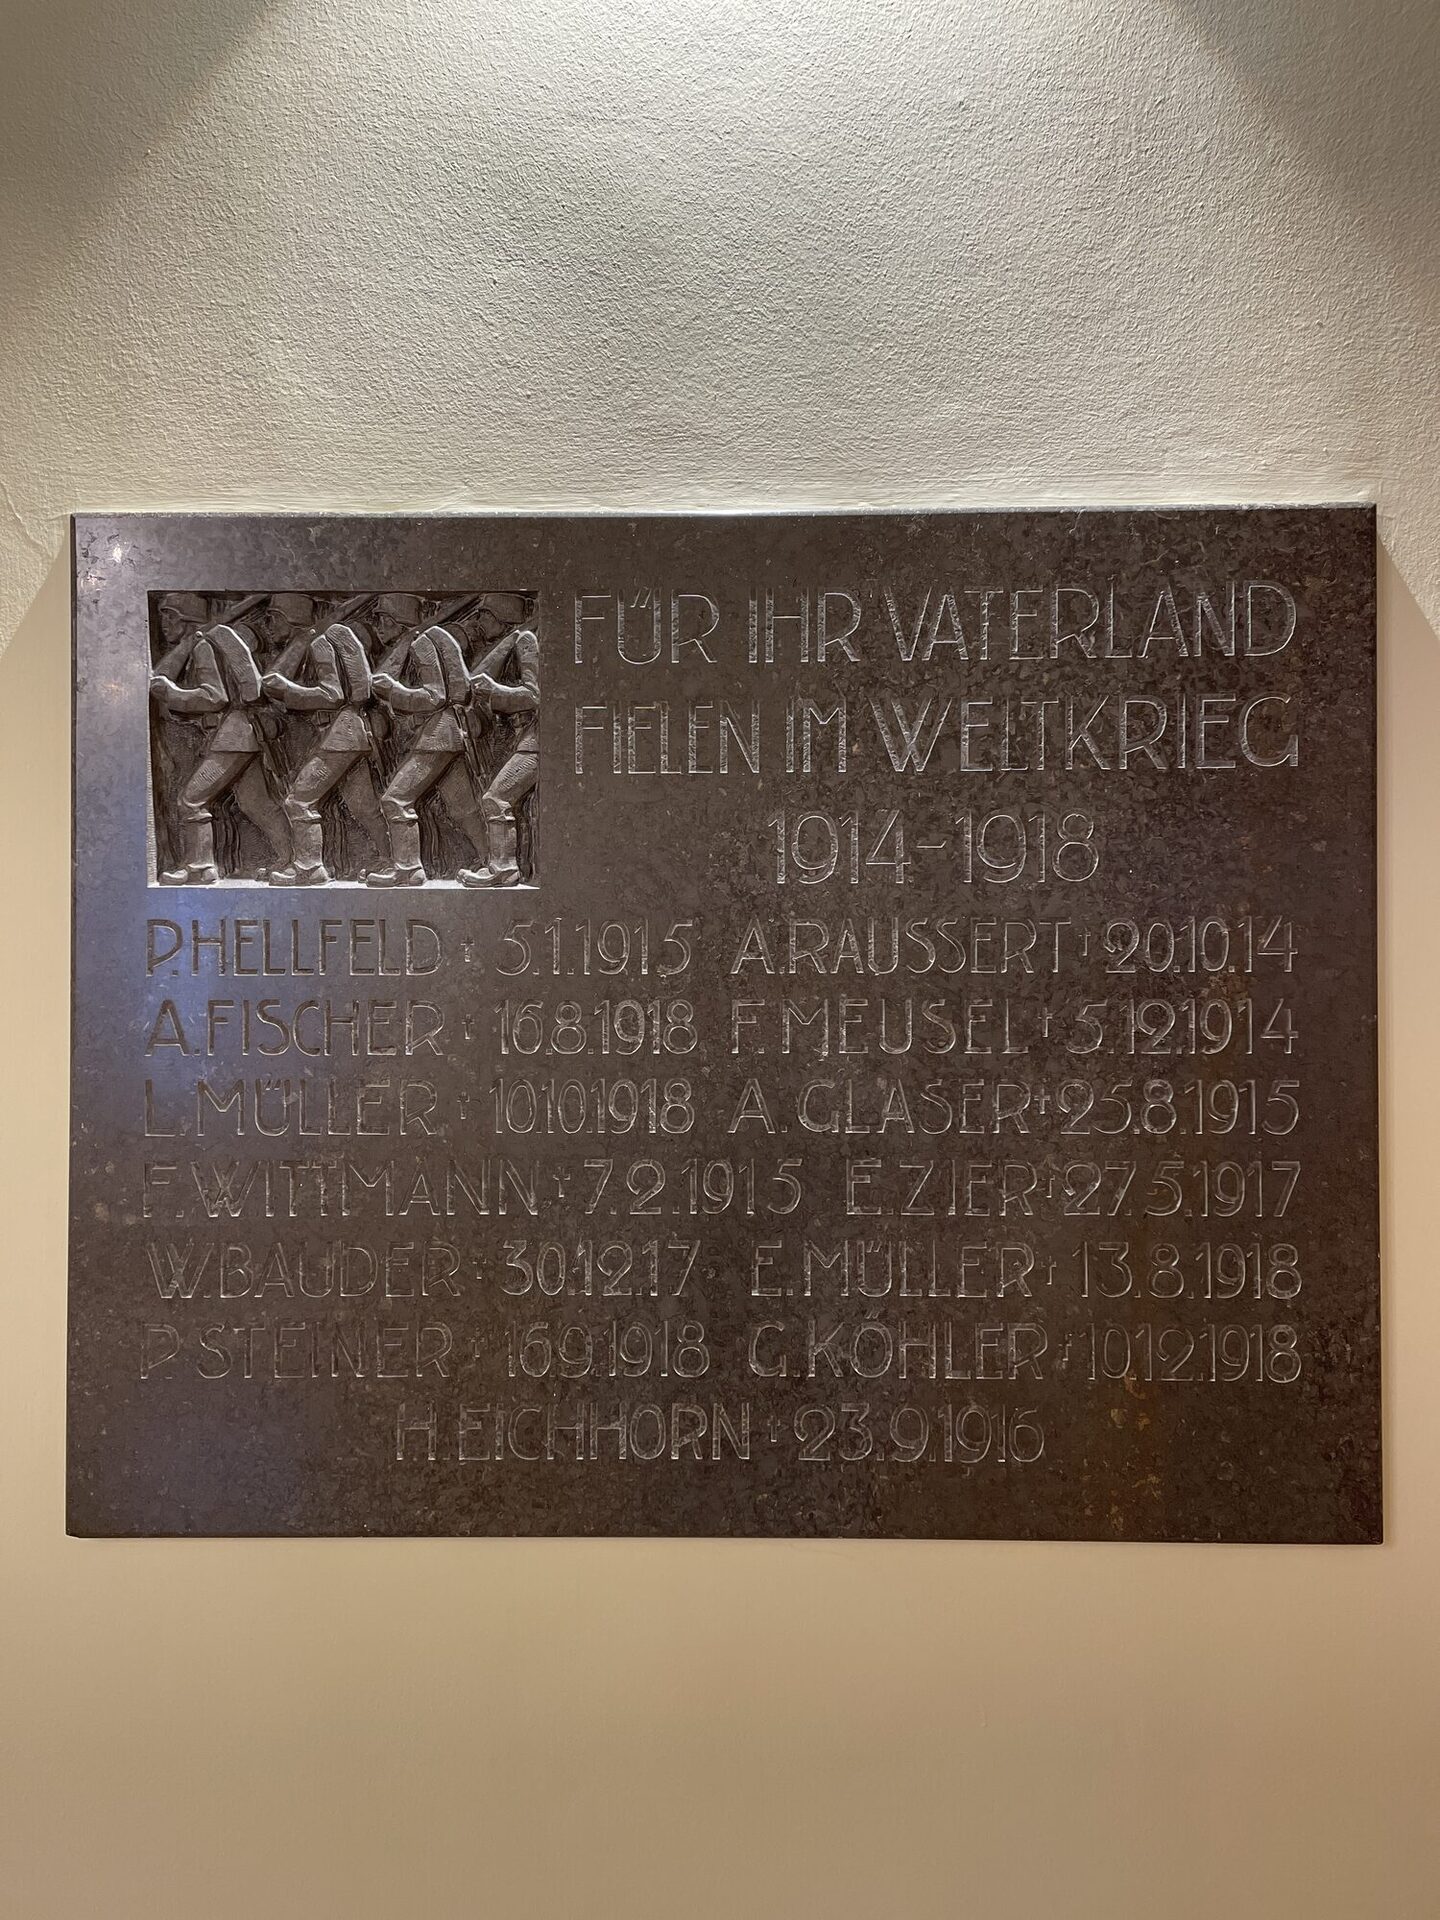 FÜR IHR VATERLAND
FIELEN IM WELTKRIEG
1914-1918
P. HELLFELD † 5.1.1915 A. RAUSSERT † 20.10.14
A. FISCHER † 16.8.1918 F. MEUSEL † 5.12.1914
L. MÜLLER † 10.10.1918 A. GLASER † 25.8.1915
F. WITTMANN † 7.2.1915 E. ZIER † 27.5.1917
W. BAUDER † 30.12.17 E. MÜLLER † 13.8.1918
P. STEINER † 16.9.1918 G. KÖHLER † 10.12.1918
H. EICHHORN † 23.9.1916